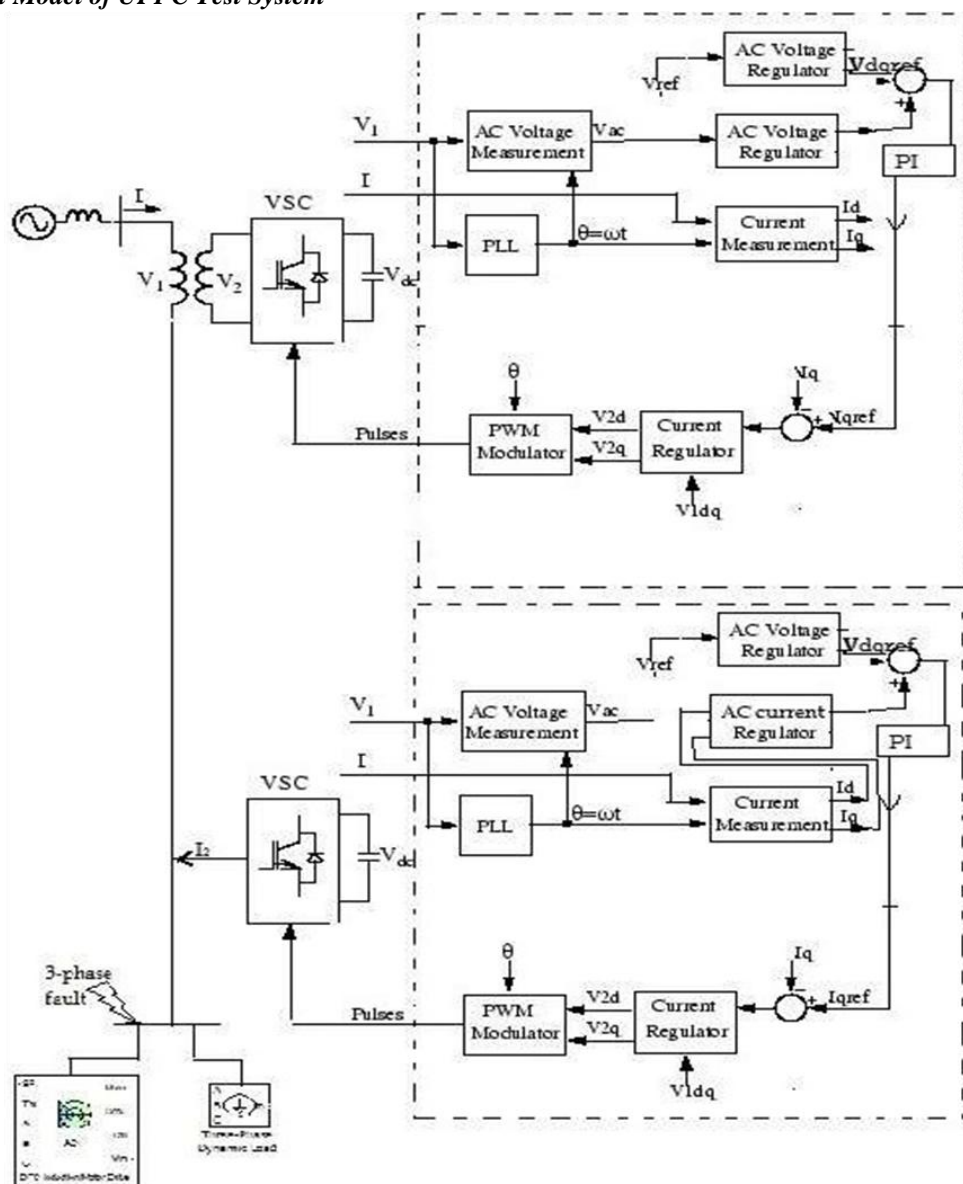 Model of UPFC Test System
AC Voltage
Regulator
Vdqref
Vref
+
V1
AC Voltage
Measurement
Vac
AC Voltage
Regulator
PI
I
I
VSC
PLL
θ=ωt
Current
Measurement
Id
Iq
V1
V2
Vdc
θ
Iq
−
+
Iqref
Pulses
PWM
Modulator
V2d
V2q
Current
Regulator
V1dq
AC Voltage
Regulator
Vdqref
Vref
+
V1
AC Voltage
Measurement
Vac
AC current
Regulator
PI
I
VSC
PLL
θ=ωt
Current
Measurement
Id
Iq
Vdc
I2
θ
Iq
−
+
Iqref
3-phase
fault
Pulses
PWM
Modulator
V2d
V2q
Current
Regulator
V1dq
A
B
C
Three-Phase
Dynamic Load
DTC Induction Motor Drive